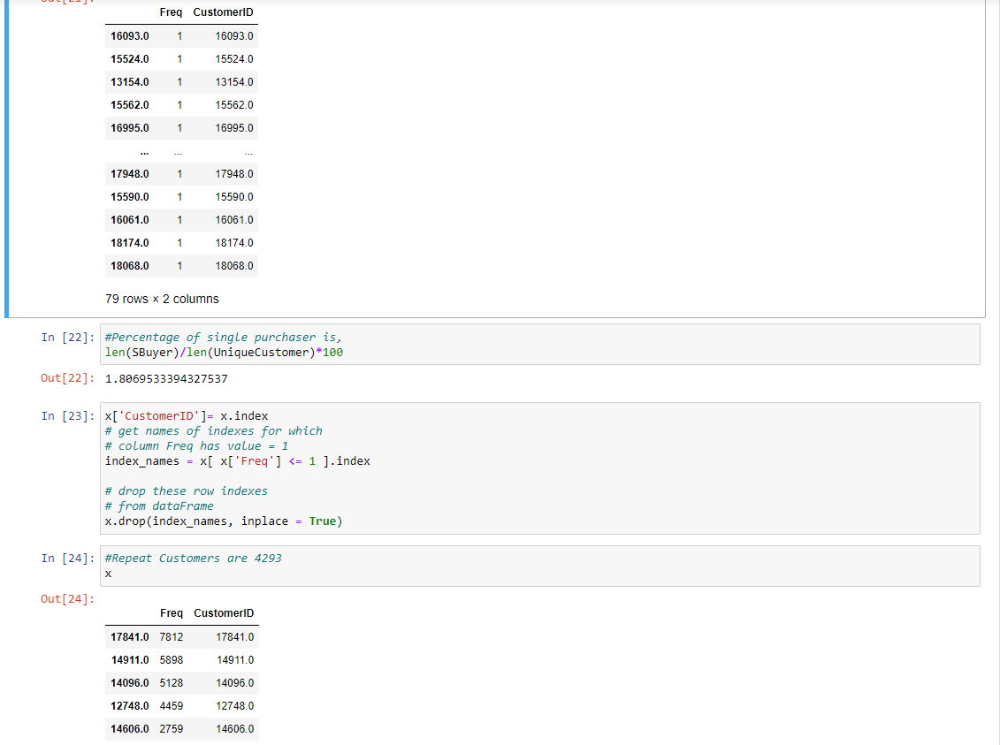 Out[21]:
Freq CustomerID
16093.0 1 16093.0
15524.0 1 15524.0
13154.0 1 13154.0
15562.0 1 15562.0
16995.0 1 16995.0
... ... ...
17948.0 1 17948.0
15590.0 1 15590.0
16061.0 1 16061.0
18174.0 1 18174.0
18068.0 1 18068.0
79 rows × 2 columns
In [22]: #Percentage of single purchaser is,
len(SBuyer)/len(UniqueCustomer)*100
Out[22]: 1.8069533394327537
In [23]: x['CustomerID']= x.index
# get names of indexes for which
# column Freq has value = 1
index_names = x[ x['Freq'] <= 1 ].index
# drop these row indexes
# from dataFrame
x.drop(index_names, inplace = True)
In [24]: #Repeat Customers are 4293
x
Out[24]:
Freq CustomerID
17841.0 7812 17841.0
14911.0 5898 14911.0
14096.0 5128 14096.0
12748.0 4459 12748.0
14606.0 2759 14606.0